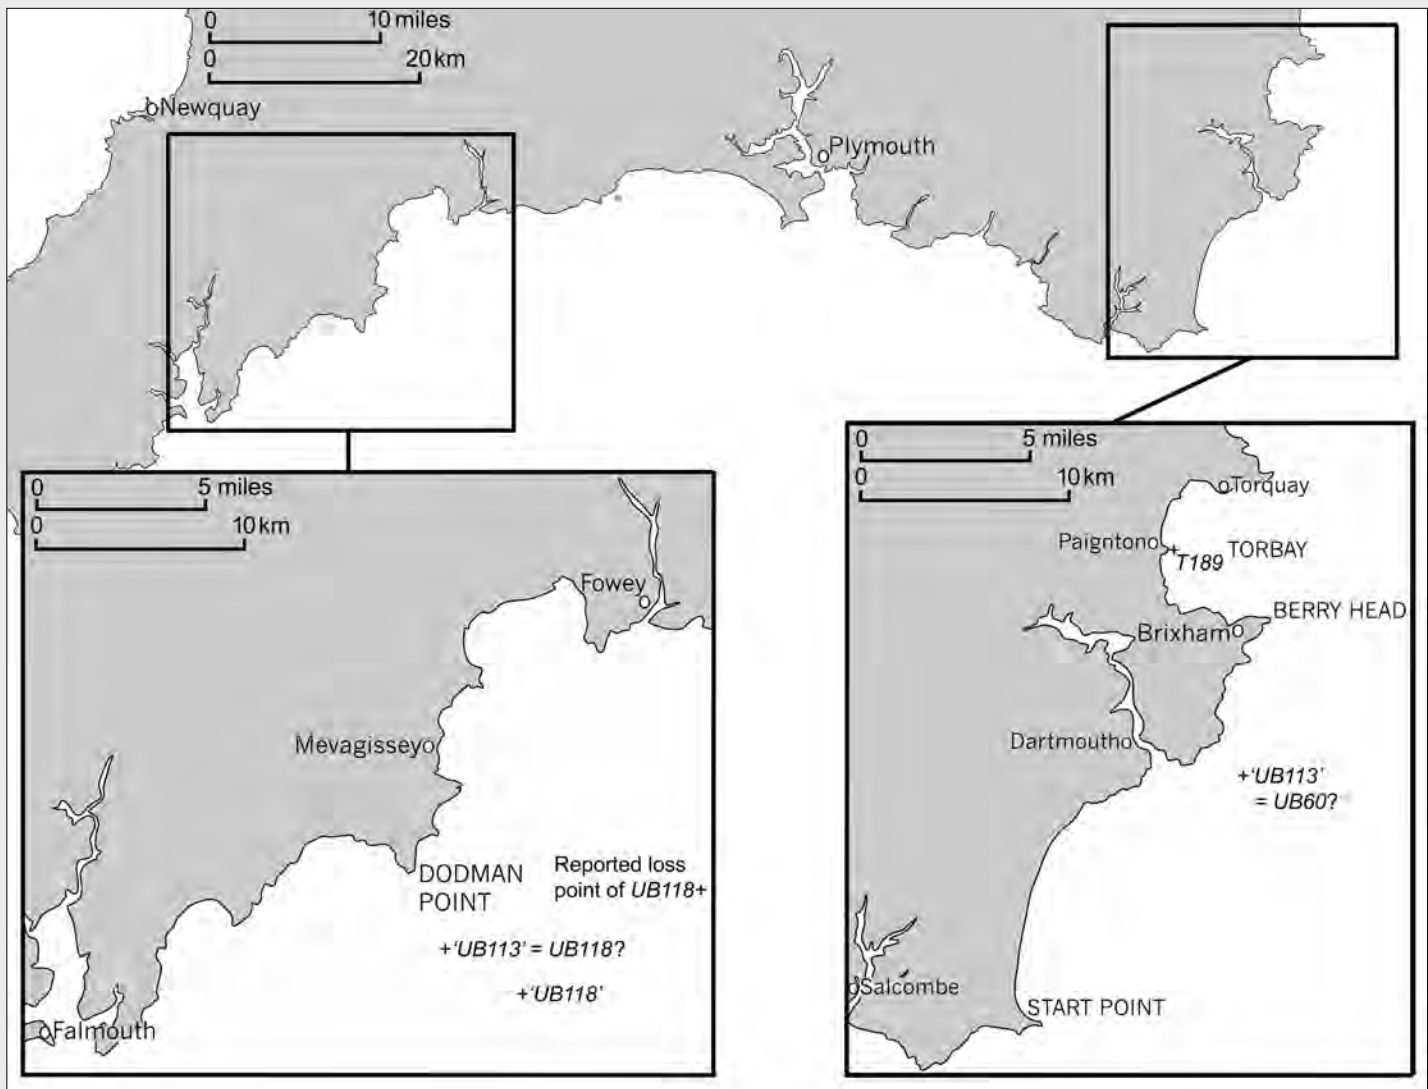 0 10 miles
0 20 km
Newquay
Plymouth
0 5 miles
0 10 km
Fowey
Mevagissey
DODMAN
POINT
Reported loss
point of UB118+
+‘UB113’ = UB118?
+‘UB118’
Falmouth
0 5 miles
0 10 km
Torquay
Paignton
+
T189
TORBAY
BERRY HEAD
Brixham
Dartmouth
+‘UB113’
= UB60?
Salcombe
START POINT